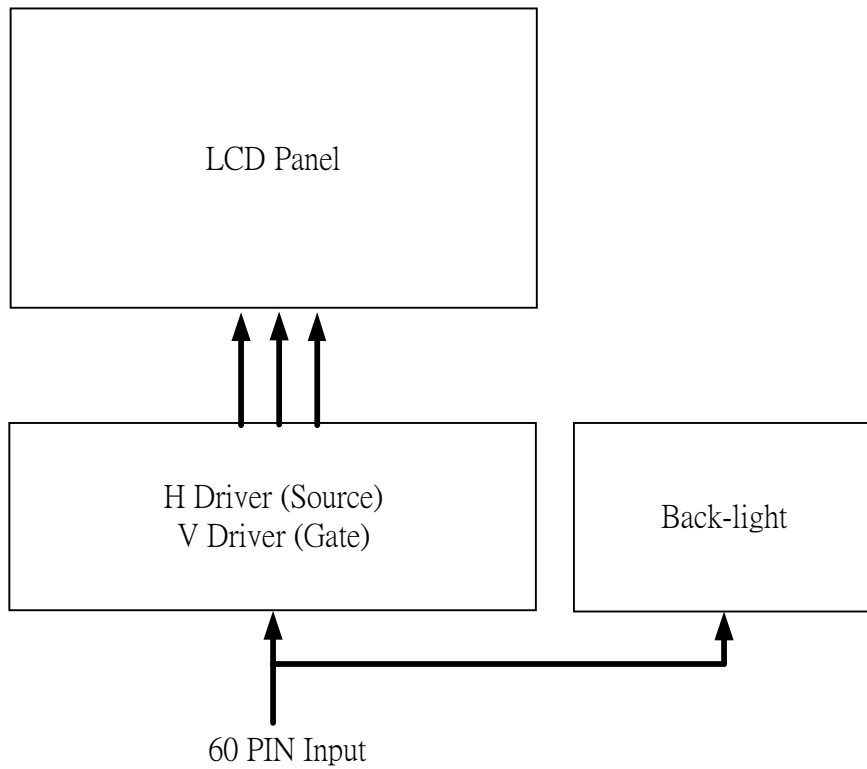 LCD Panel
H Driver (Source)
V Driver (Gate)
Back-light
60 PIN Input